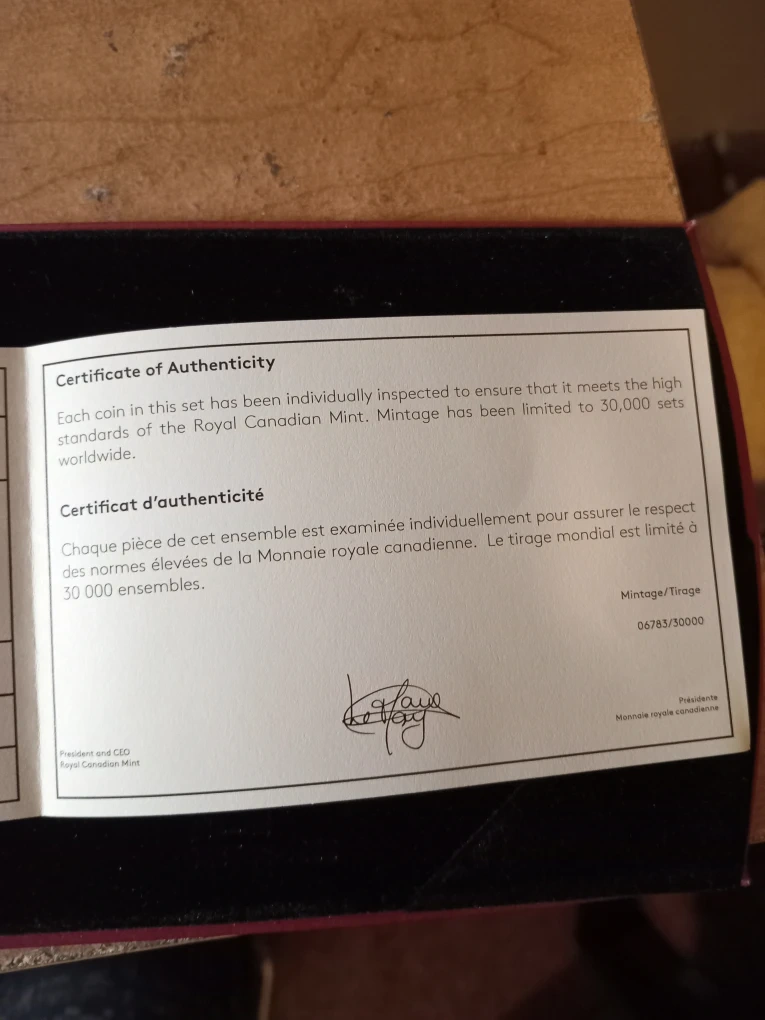 Certificate of Authenticity
Each coin in this set has been individually inspected to ensure that it meets the high
standards of the Royal Canadian Mint. Mintage has been limited to 30,000 sets
worldwide.
Certificat d'authenticité
Chaque pièce de cet ensemble est examinée individuellement pour assurer le respect
des normes élevées de la Monnaie royale canadienne. Le tirage mondial est limité à
30 000 ensembles.
Mintage/Tirage
06783/30000
President and CEO
Royal Canadian Mint
Présidente
Monnaie royale canadienne